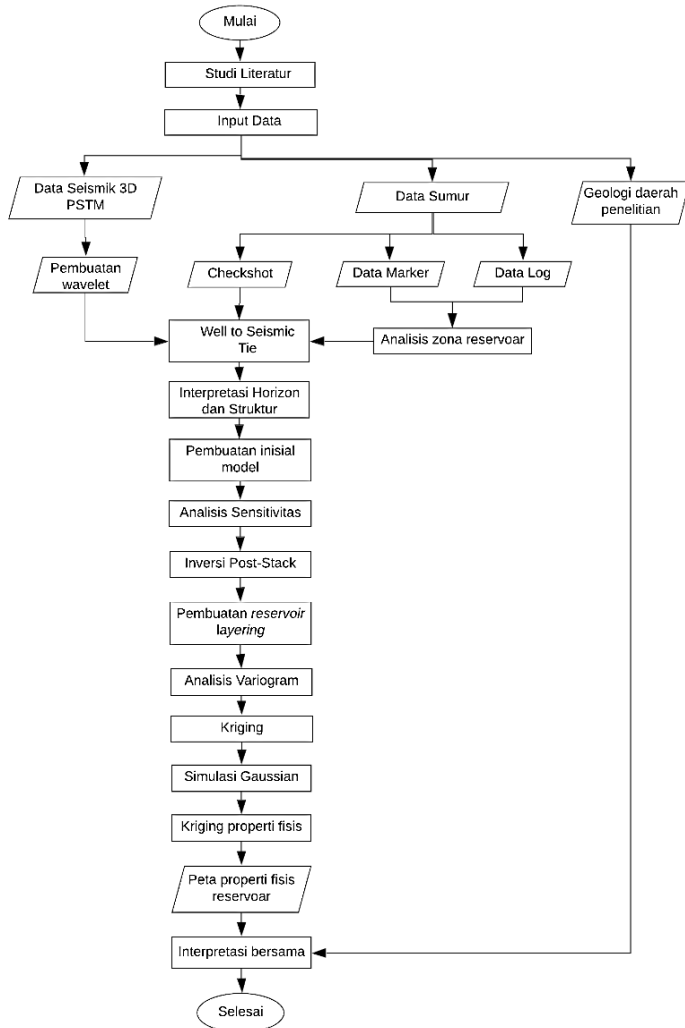 Mulai
Studi Literatur
Input Data
Data Seismik 3D
PSTM
Data Sumur
Geologi daerah
penelitian
Pembuatan
wavelet
Checkshot
Data Marker
Data Log
Well to Seismic
Tie
Analisis zona reservoar
Interpretasi Horizon
dan Struktur
Pembuatan inisial
model
Analisis Sensitivitas
Inversi Post-Stack
Pembuatan reservoir
layering
Analisis Variogram
Kriging
Simulasi Gaussian
Kriging properti fisis
Peta properti fisis
reservoar
Interpretasi bersama
Selesai